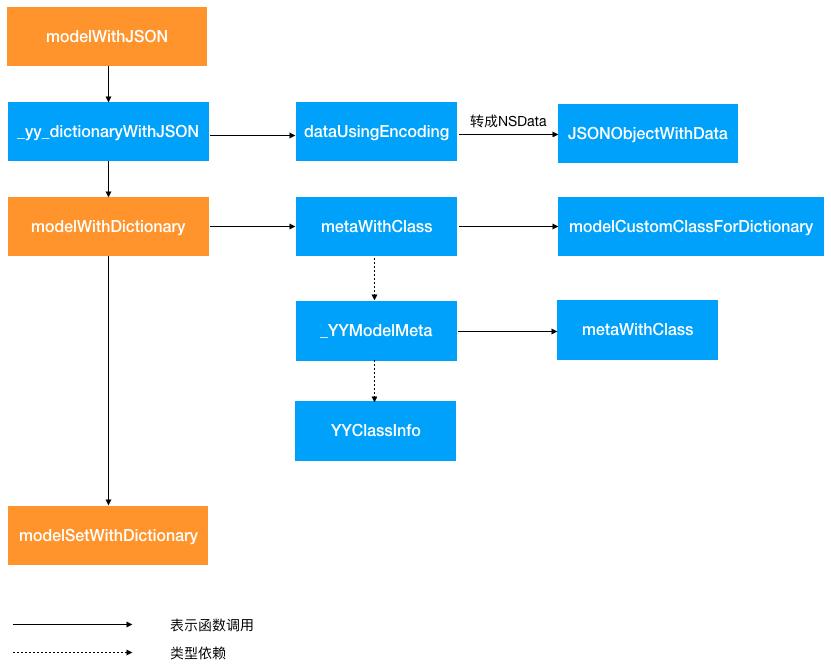 modelWithJSON
_yy_dictionaryWithJSON
dataUsingEncoding
转成NSData
JSONObjectWithData
modelWithDictionary
metaWithClass
modelCustomClassForDictionary
_YYModelMeta
metaWithClass
YYClassInfo
modelSetWithDictionary
表示函数调用
类型依赖